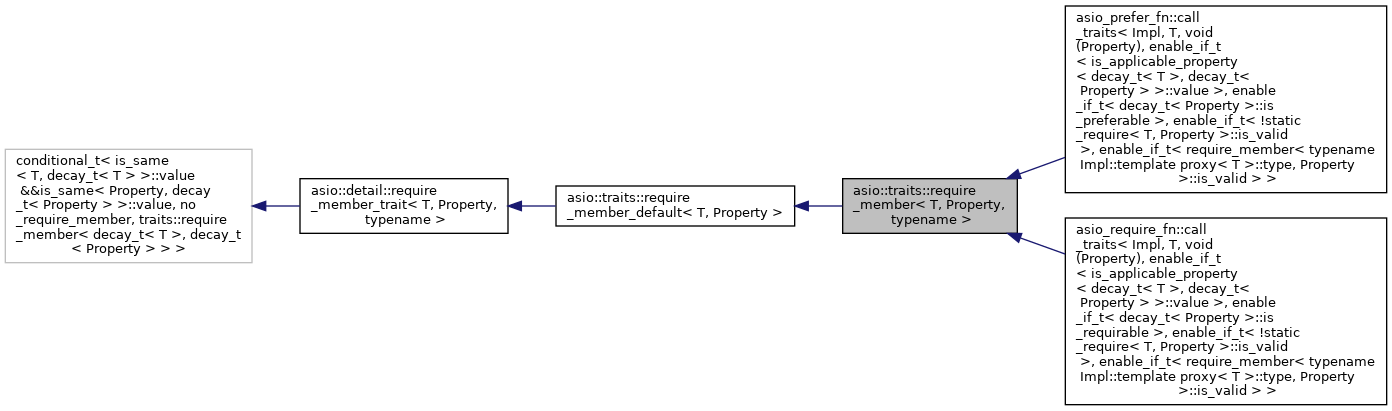 conditional_t< is_same
< T, decay_t< T > >::value
&&is_same< Property, decay
_t< Property > >::value, no
_require_member, traits::require
_member< decay_t< T >, decay_t
< Property > > >
asio::detail::require
_member_trait< T, Property,
typename >
asio::traits::require
_member_default< T, Property >
asio::traits::require
_member< T, Property,
typename >
asio_prefer_fn::call
_traits< Impl, T, void
(Property), enable_if_t
< is_applicable_property
< decay_t< T >, decay_t<
Property > >::value >, enable
_if_t< decay_t< Property >::is
_preferable >, enable_if_t< !static
_require< T, Property >::is_valid
>, enable_if_t< require_member< typename
Impl::template proxy< T >::type, Property
>::is_valid > >
asio_require_fn::call
_traits< Impl, T, void
(Property), enable_if_t
< is_applicable_property
< decay_t< T >, decay_t<
Property > >::value >, enable
_if_t< decay_t< Property >::is
_requirable >, enable_if_t< !static
_require< T, Property >::is_valid
>, enable_if_t< require_member< typename
Impl::template proxy< T >::type, Property
>::is_valid > >